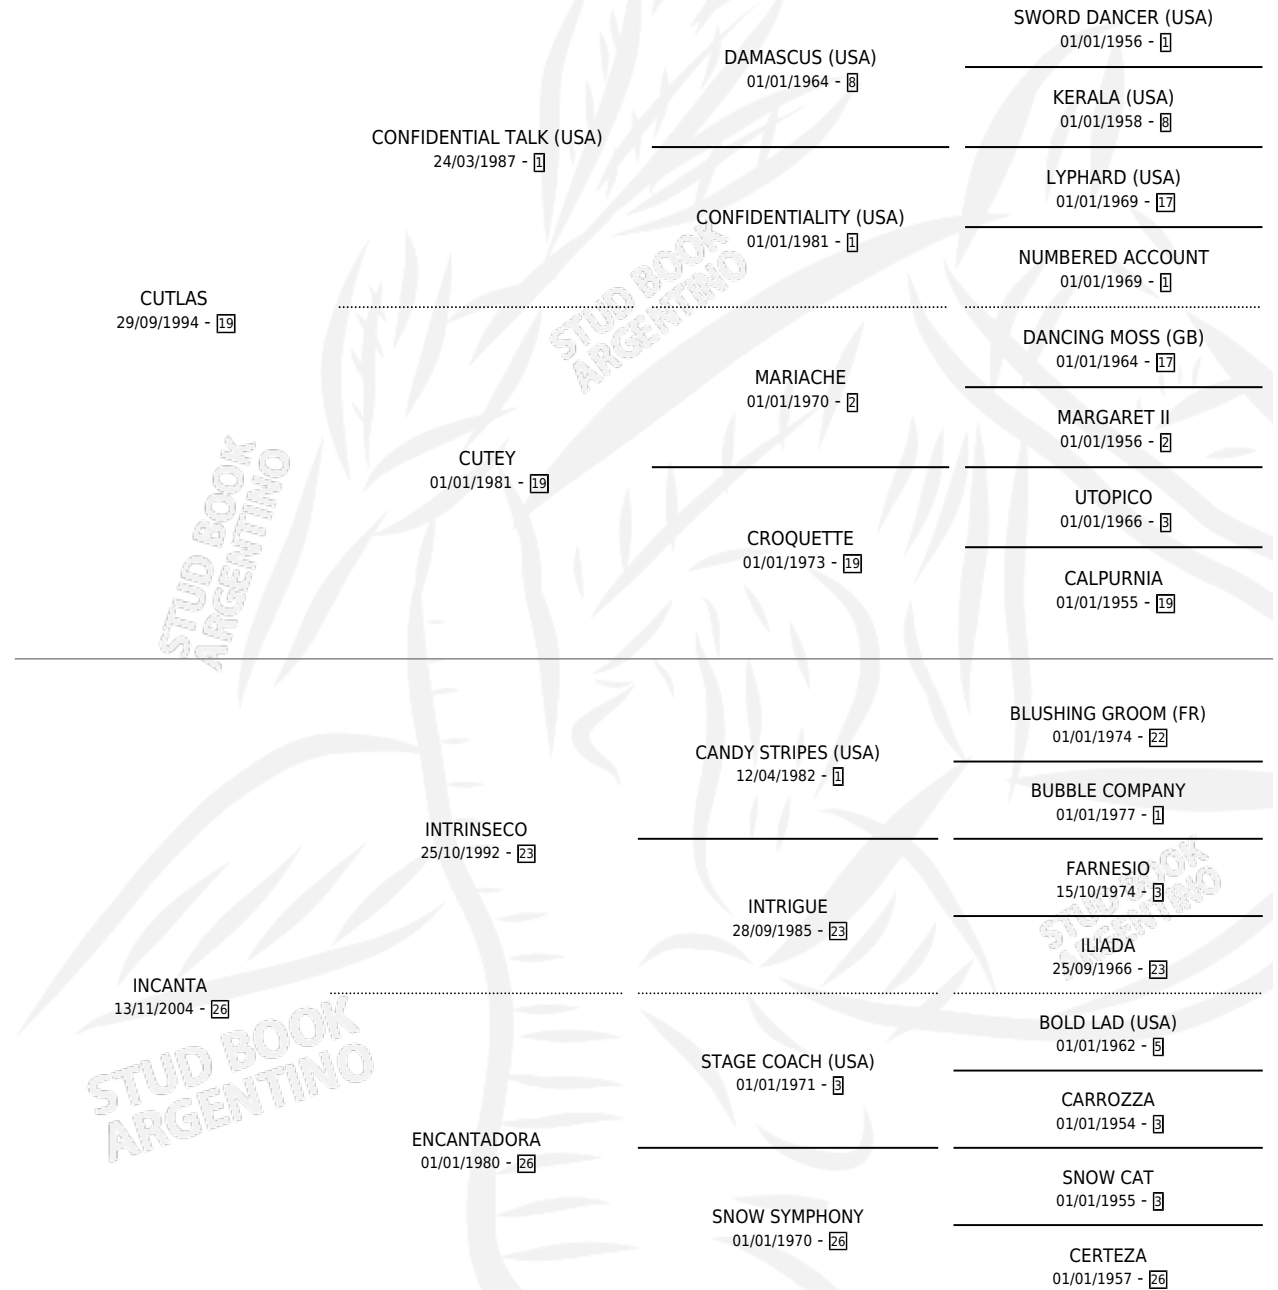 SWORD DANCER (USA)
01/01/1956 - 1
DAMASCUS (USA)
01/01/1964 - 8
KERALA (USA)
01/01/1958 - 8
CONFIDENTIAL TALK (USA)
24/03/1987 - 1
LYPHARD (USA)
01/01/1969 - 17
CONFIDENTIALITY (USA)
01/01/1981 - 1
NUMBERED ACCOUNT
01/01/1969 - 1
CUTLAS
29/09/1994 - 19
DANCING MOSS (GB)
01/01/1964 - 17
MARIACHE
01/01/1970 - 2
MARGARET II
01/01/1956 - 2
CUTEY
01/01/1981 - 19
UTOPICO
01/01/1966 - 3
CROQUETTE
01/01/1973 - 19
CALPURNIA
01/01/1955 - 19
BLUSHING GROOM (FR)
01/01/1974 - 22
CANDY STRIPES (USA)
12/04/1982 - 1
BUBBLE COMPANY
01/01/1977 - 1
INTRINSECO
25/10/1992 - 23
FARNESIO
15/10/1974 - 3
INTRIGUE
28/09/1985 - 23
ILIADA
25/09/1966 - 23
INCANTA
13/11/2004 - 26
BOLD LAD (USA)
01/01/1962 - 5
STAGE COACH (USA)
01/01/1971 - 3
CARROZZA
01/01/1954 - 3
ENCANTADORA
01/01/1980 - 26
SNOW CAT
01/01/1955 - 3
SNOW SYMPHONY
01/01/1970 - 26
CERTEZA
01/01/1957 - 26
STUD BOOK
ARGENTINO
STUD BOOK
ARGENTINO
STUD BOOK
ARGENTINO
STUD BOOK
ARGENTINO